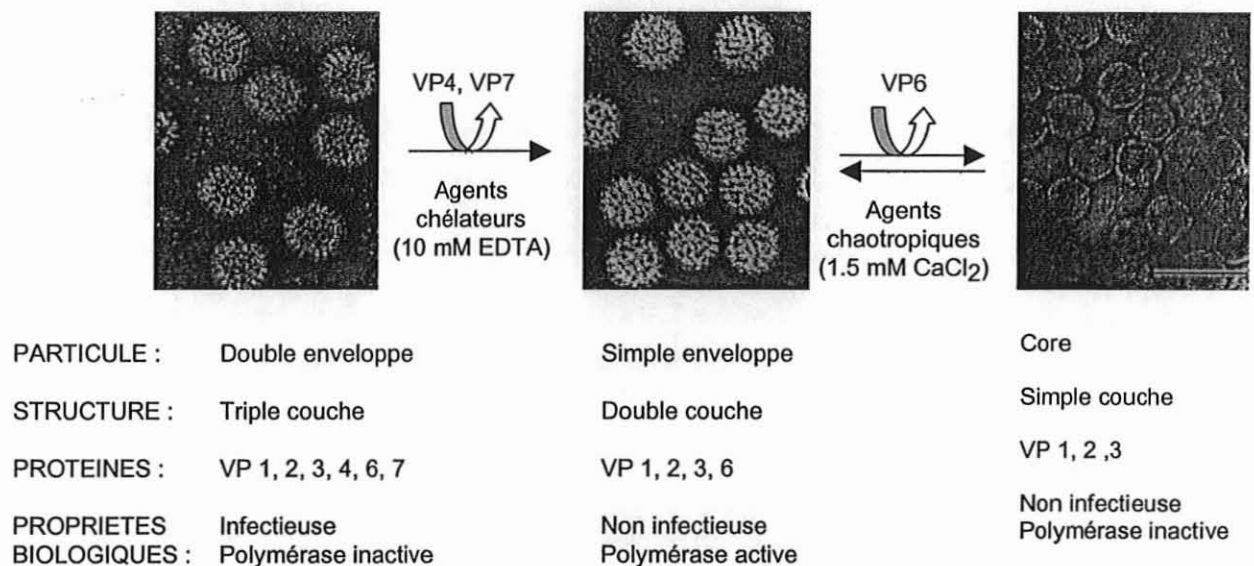 VP4, VP7
Agents
chélateurs
(10 mM EDTA)
VP6
Agents
chaotropiques
(1.5 mM CaCl2)
PARTICULE : Double enveloppe Simple enveloppe Core
STRUCTURE : Triple couche Double couche Simple couche
PROTEINES : VP 1, 2, 3, 4, 6, 7 VP 1, 2, 3, 6 VP 1, 2 ,3
PROPRIETES Infectieuse Non infectieuse Non infectieuse
BIOLOGIQUES : Polymérase inactive Polymérase active Polymérase inactive